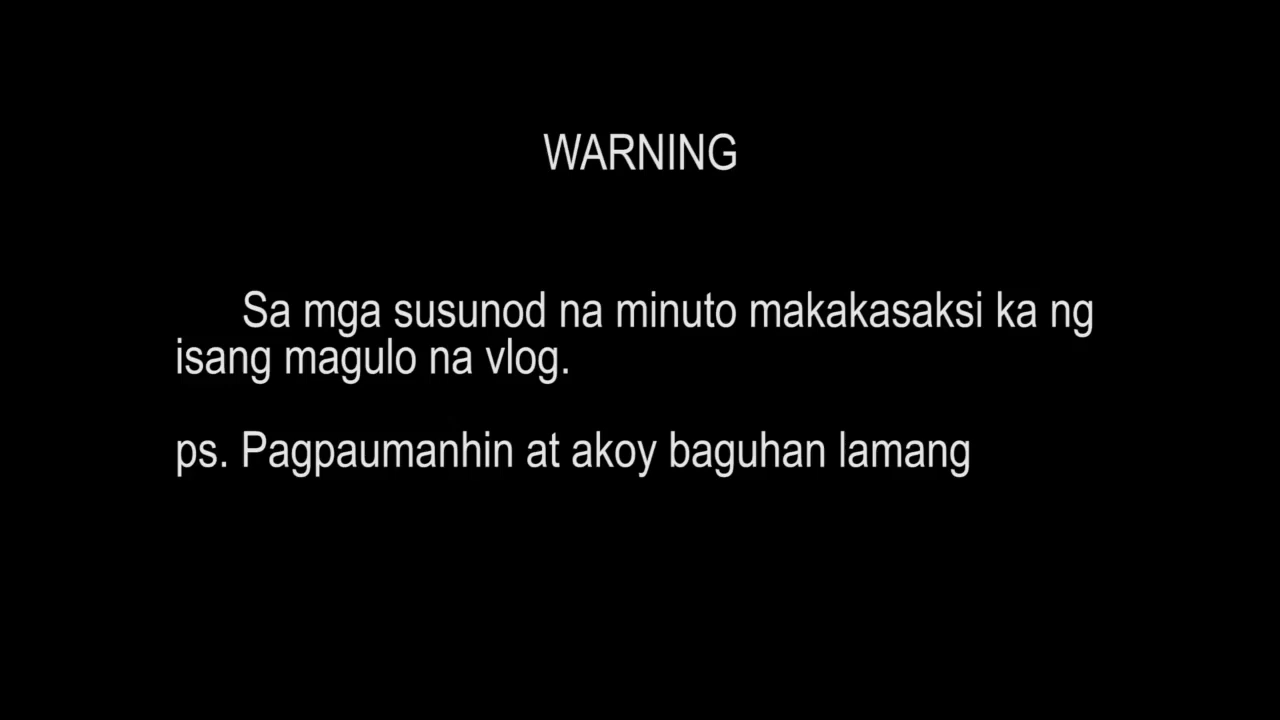 WARNING
Sa mga susunod na minuto makakasaksi ka ng
isang magulo na vlog.
ps. Pagpaumanhin at akoy baguhan lamang